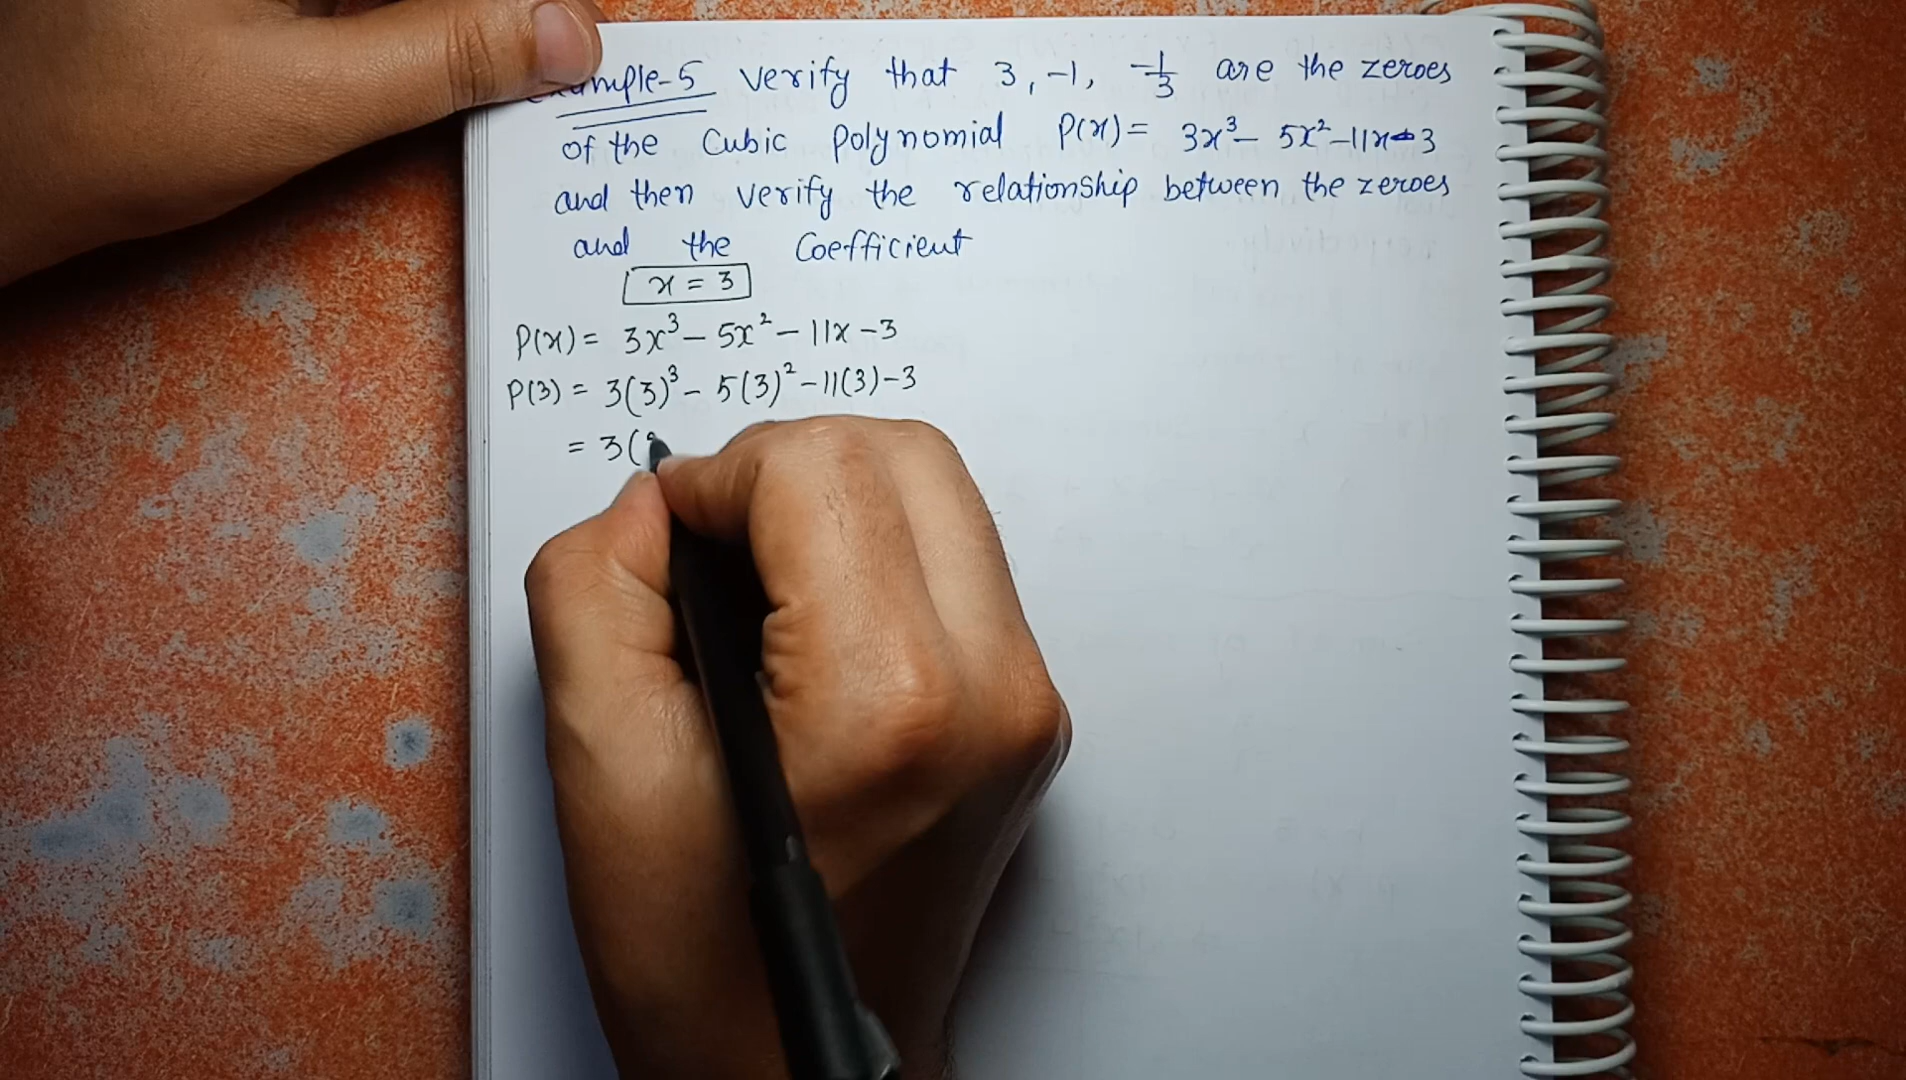 mple-5 verify that 3, -1, -1/3 are the zeroes
of the Cubic Polynomial P(x) = 3x³ - 5x² - 11x - 3
and then verify the relationship between the zeroes
and the Coefficient
x = 3
P(x) = 3x³ - 5x² - 11x - 3
P(3) = 3(3)³ - 5(3)² - 11(3) - 3
= 3(